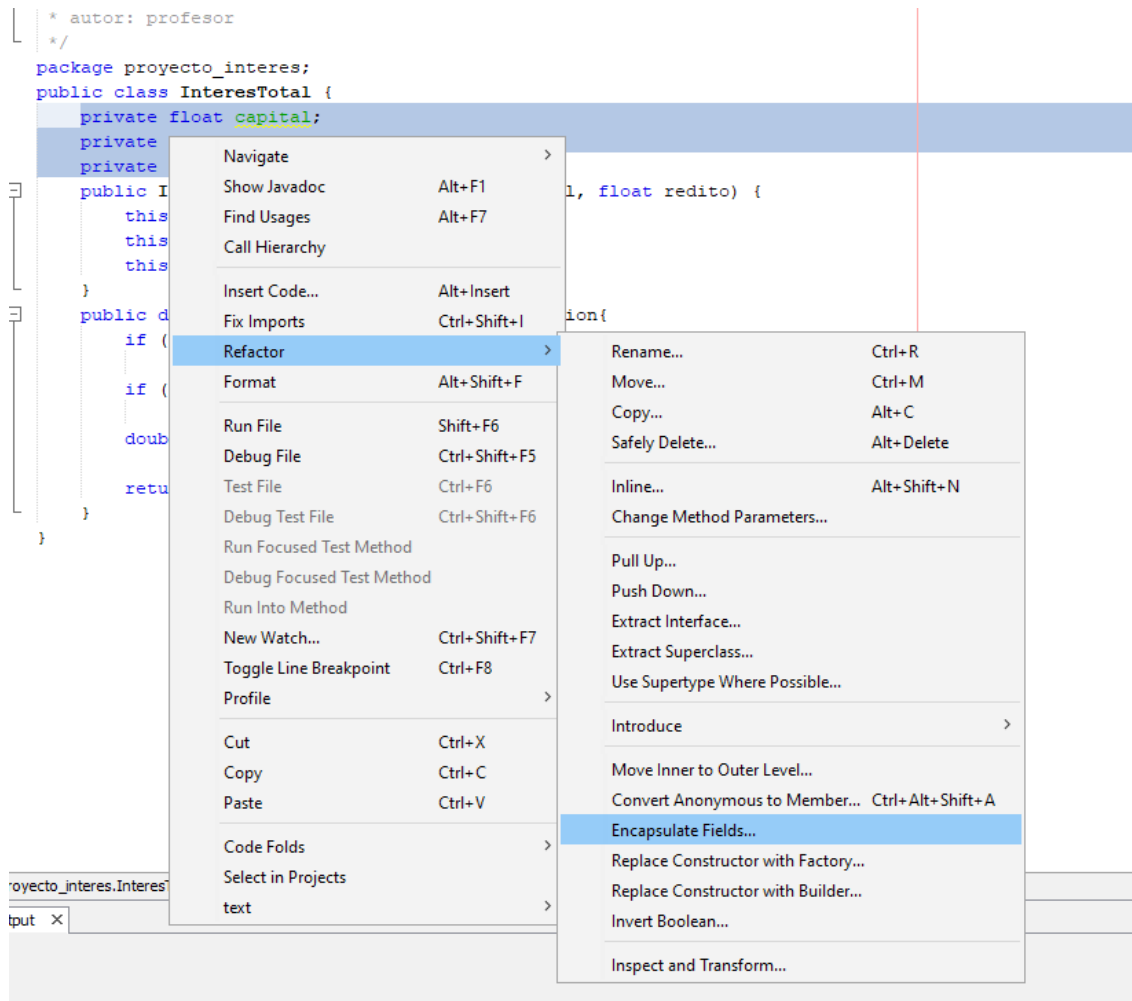 * autor: profesor
*/
package proyecto_interes;
public class InteresTotal {
private float capital;
private
private
public I
l, float redito) {
this
this
this
}
public d
ion{
if (
if (
doub
retu
}
}
Navigate >
Show Javadoc Alt+F1
Find Usages Alt+F7
Call Hierarchy
Insert Code... Alt+Insert
Fix Imports Ctrl+Shift+I
Refactor >
Format Alt+Shift+F
Run File Shift+F6
Debug File Ctrl+Shift+F5
Test File Ctrl+F6
Debug Test File Ctrl+Shift+F6
Run Focused Test Method
Debug Focused Test Method
Run Into Method
New Watch... Ctrl+Shift+F7
Toggle Line Breakpoint Ctrl+F8
Profile >
Cut Ctrl+X
Copy Ctrl+C
Paste Ctrl+V
Code Folds >
Select in Projects
text >
Rename... Ctrl+R
Move... Ctrl+M
Copy... Alt+C
Safely Delete... Alt+Delete
Inline... Alt+Shift+N
Change Method Parameters...
Pull Up...
Push Down...
Extract Interface...
Extract Superclass...
Use Supertype Where Possible...
Introduce >
Move Inner to Outer Level...
Convert Anonymous to Member... Ctrl+Alt+Shift+A
Encapsulate Fields...
Replace Constructor with Factory...
Replace Constructor with Builder...
Invert Boolean...
Inspect and Transform...
royecto_interes.InteresT
tput ×